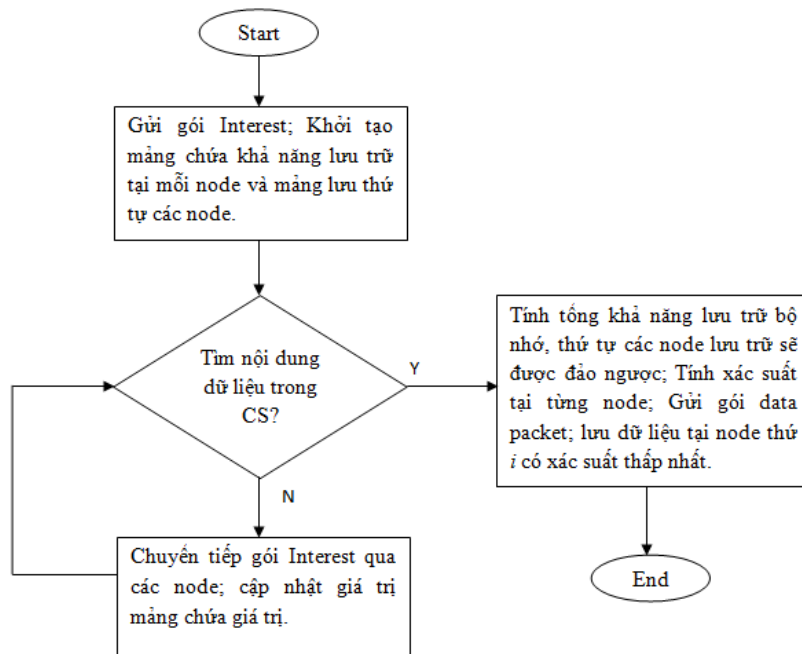 Start
Gửi gói Interest; Khởi tạo
mảng chứa khả năng lưu trữ
tại mỗi node và mảng lưu thứ
tự các node.
Tìm nội dung
dữ liệu trong
CS?
Y
Tính tổng khả năng lưu trữ bộ
nhớ, thứ tự các node lưu trữ sẽ
được đảo ngược; Tính xác suất
tại từng node; Gửi gói data
packet; lưu dữ liệu tại node thứ
i có xác suất thấp nhất.
N
Chuyển tiếp gói Interest qua
các node; cập nhật giá trị
mảng chứa giá trị.
End